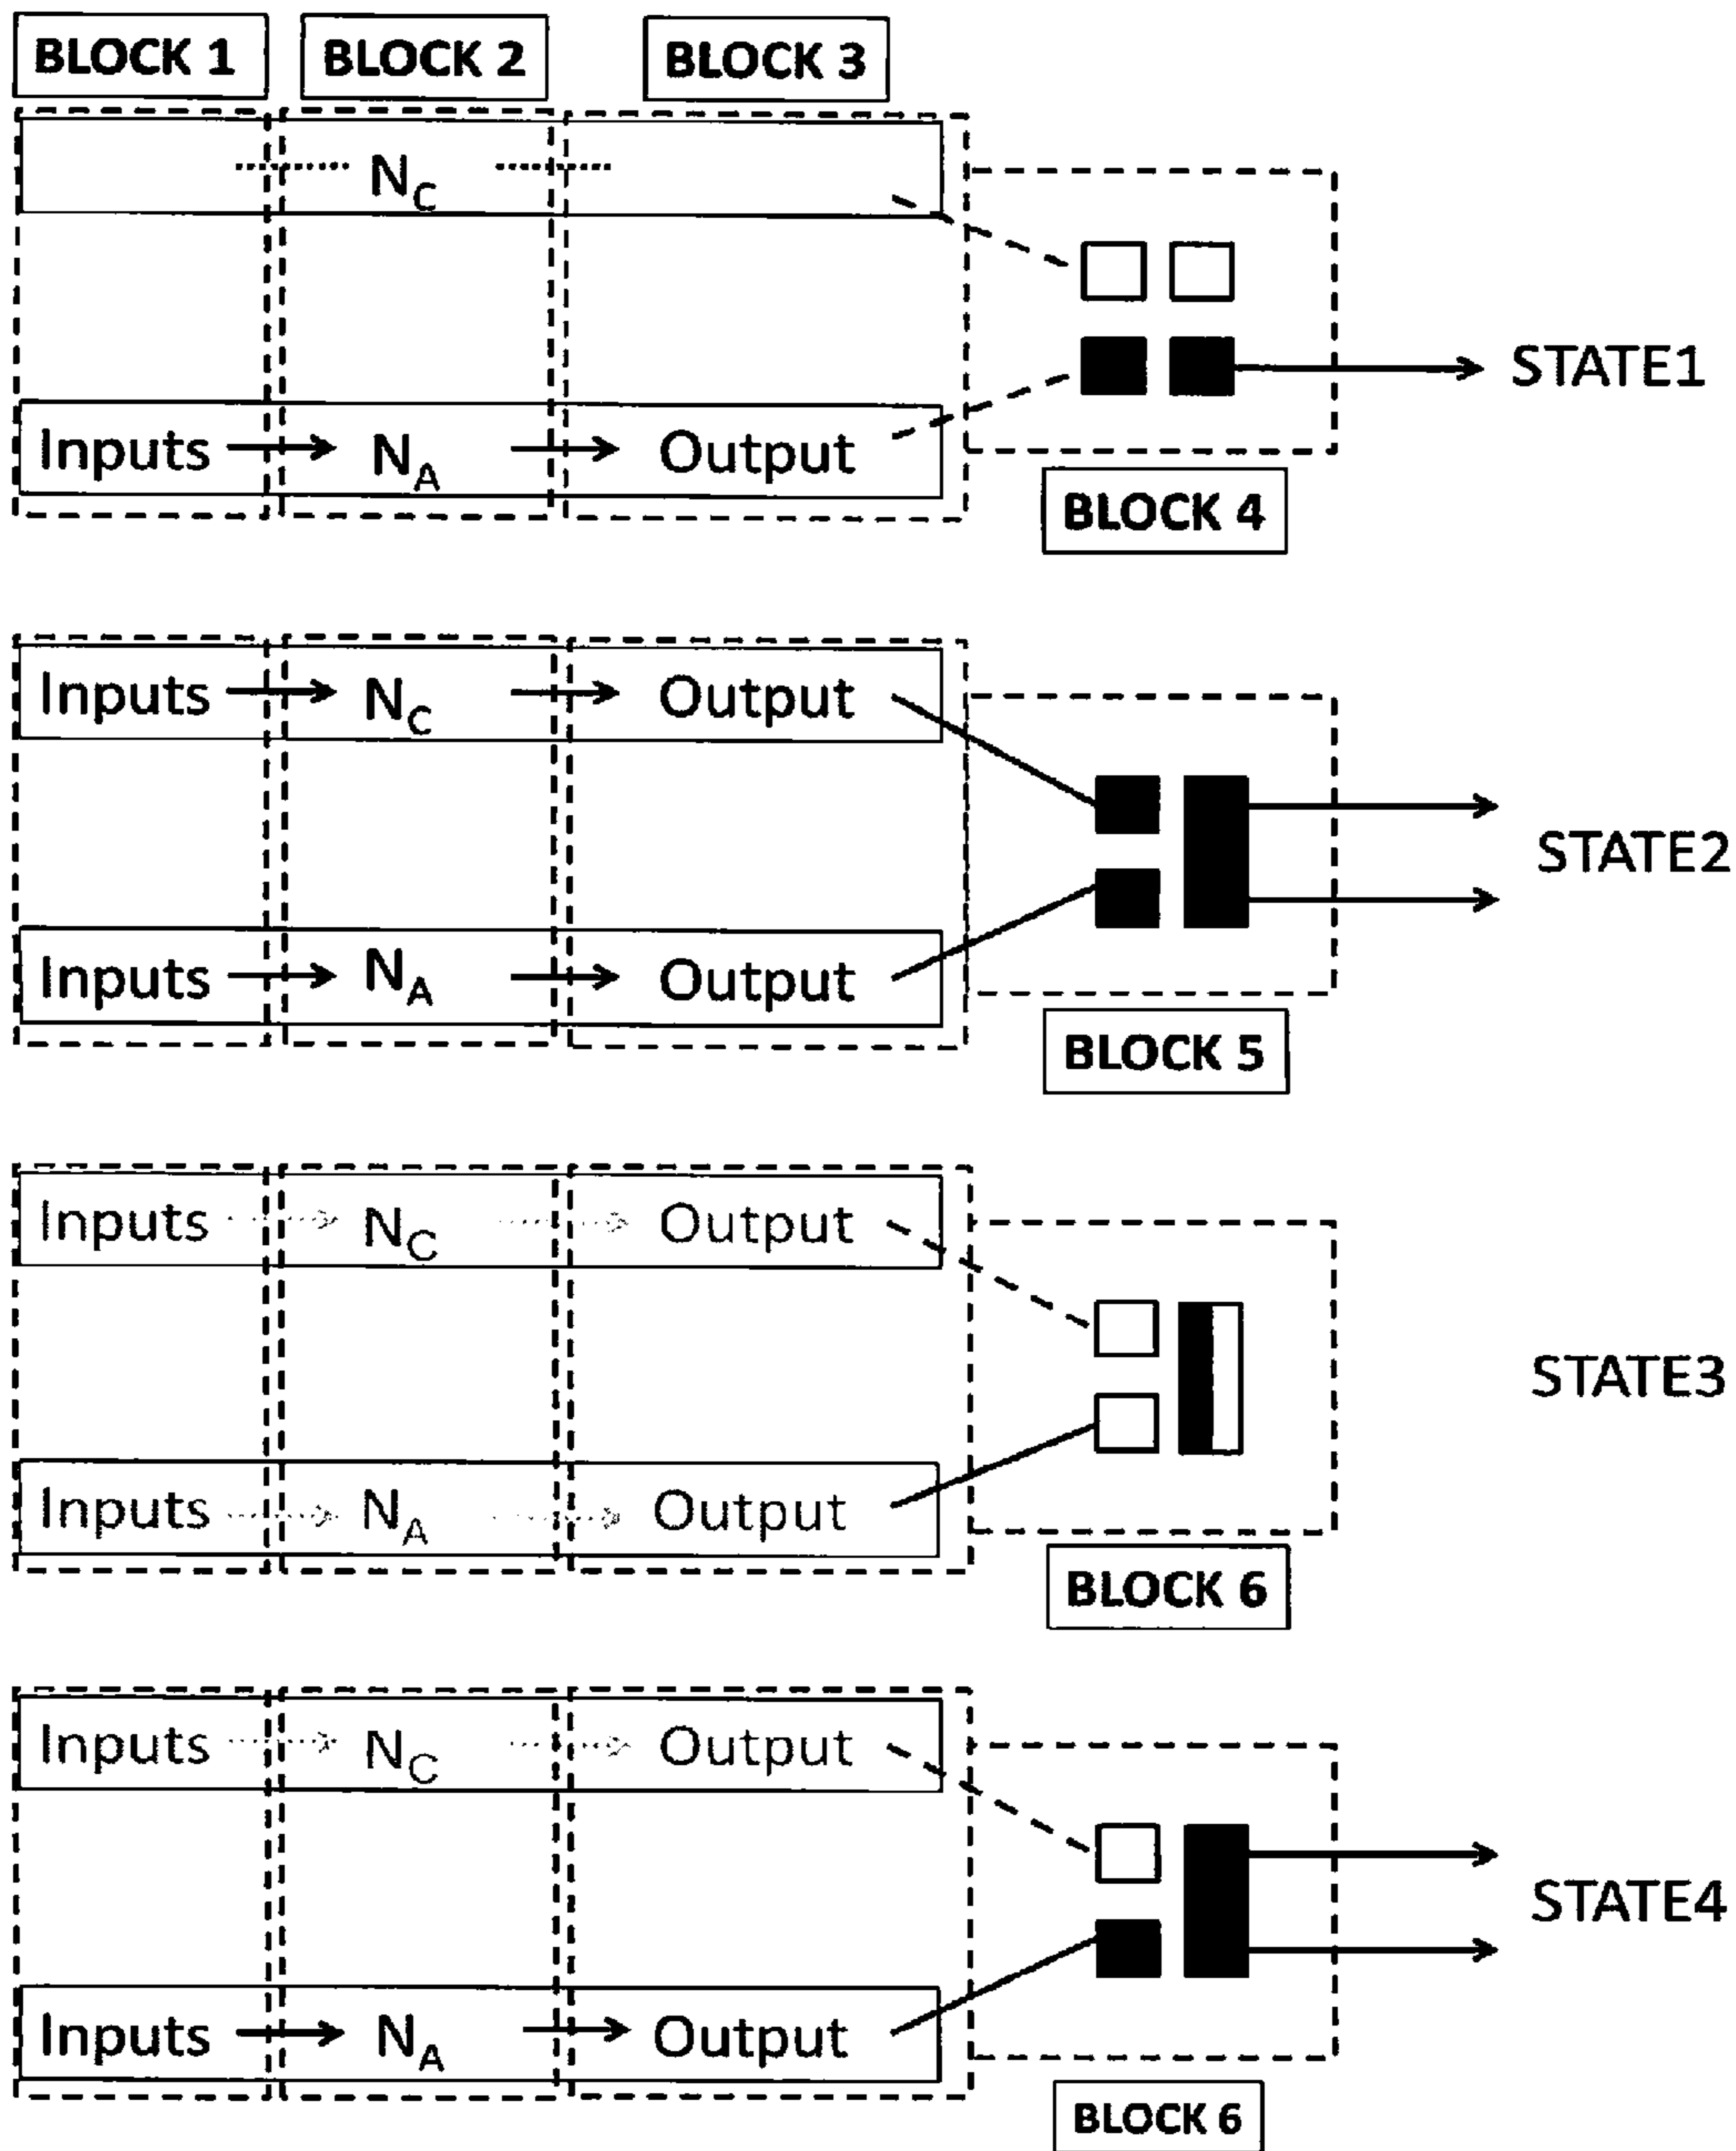 BLOCK 1 BLOCK 2 BLOCK 3
N_C
STATE1
Inputs N_A Output
BLOCK 4
Inputs N_C Output
STATE2
Inputs N_A Output
BLOCK 5
Inputs N_C Output
STATE3
Inputs N_A Output
BLOCK 6
Inputs N_C Output
STATE4
Inputs N_A Output
BLOCK 6